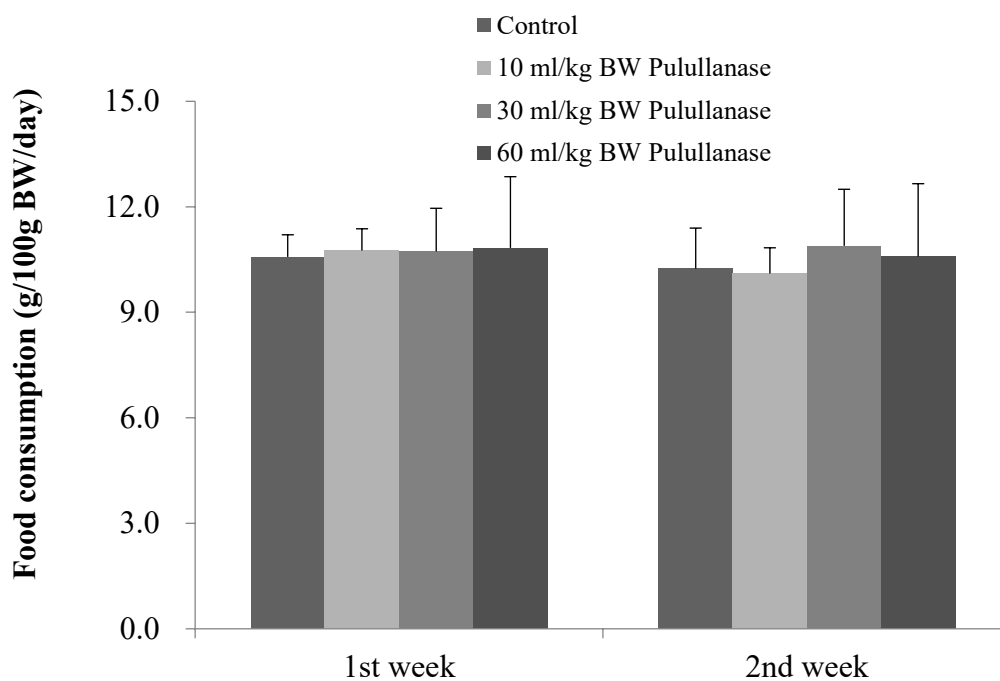 Control
10 ml/kg BW Pulullanase
30 ml/kg BW Pulullanase
60 ml/kg BW Pulullanase
Food consumption (g/100g BW/day)
15.0
12.0
9.0
6.0
3.0
0.0
1st week
2nd week